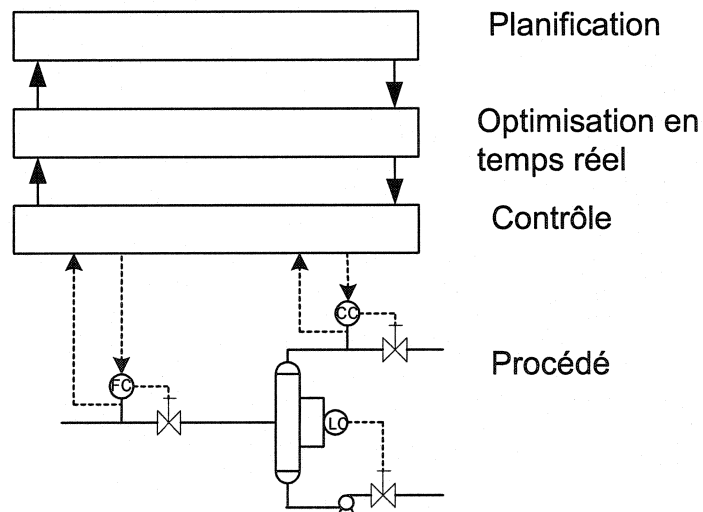 Planification
Optimisation en
temps réel
Contrôle
CC
Procédé
FC
LC